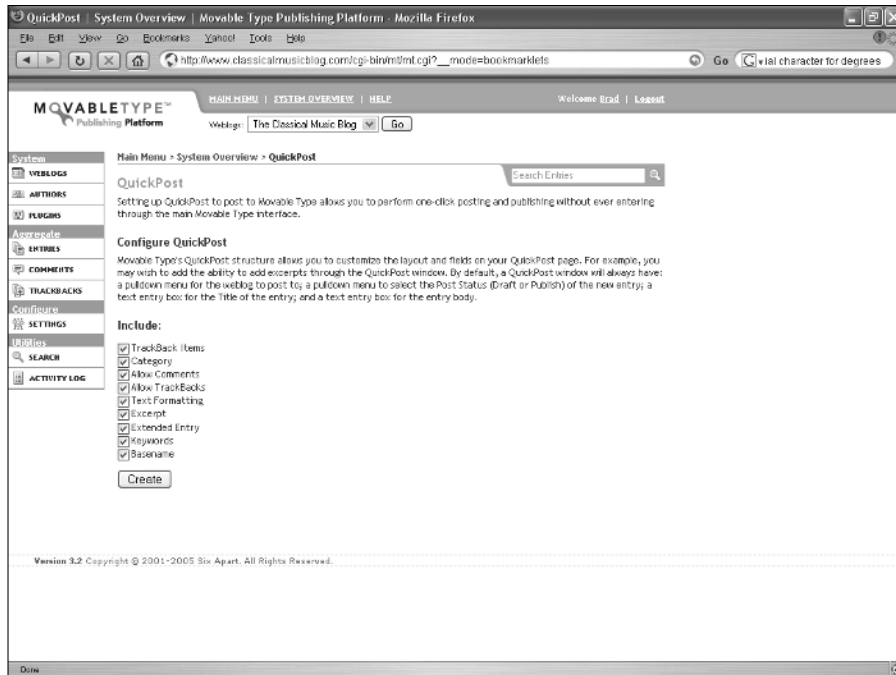 QuickPost | System Overview | Movable Type Publishing Platform - Mozilla Firefox
File Edit View Go Bookmarks Yahoo! Tools Help
http://www.classicalmusicblog.com/cgi-bin/mt/mt.cgi?__mode=bookmarklets
Go
ial character for degrees
MOVABLETYPE™
Publishing Platform
MAIN MENU | SYSTEM OVERVIEW | HELP
Welcome Brad | Logout
Weblogs: The Classical Music Blog Go
System
WEBLOGS
AUTHORS
PLUGINS
Aggregate
ENTRIES
COMMENTS
TRACKBACKS
Configure
SETTINGS
Utilities
SEARCH
ACTIVITY LOG
Main Menu > System Overview > QuickPost
Search Entries
QuickPost
Setting up QuickPost to post to Movable Type allows you to perform one-click posting and publishing without ever entering
through the main Movable Type interface.
Configure QuickPost
Movable Type's QuickPost structure allows you to customize the layout and fields on your QuickPost page. For example, you
may wish to add the ability to add excerpts through the QuickPost window. By default, a QuickPost window will always have:
a pulldown menu for the weblog to post to; a pulldown menu to select the Post Status (Draft or Publish) of the new entry; a
text entry box for the Title of the entry; and a text entry box for the entry body.
Include:
TrackBack Items
Category
Allow Comments
Allow TrackBacks
Text Formatting
Excerpt
Extended Entry
Keywords
Basename
Create
Version 3.2 Copyright © 2001-2005 Six Apart. All Rights Reserved.
Done